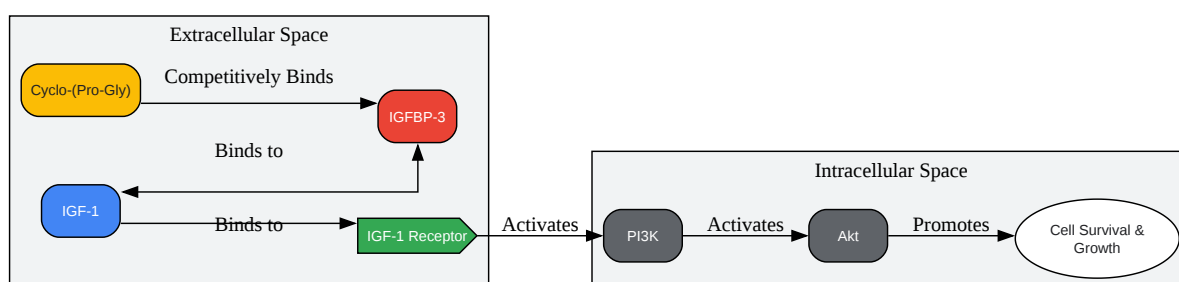 Extracellular Space
Cyclo-(Pro-Gly)
Competitively Binds
IGFBP-3
Binds to
IGF-1
Binds to
IGF-1 Receptor
Activates
Intracellular Space
PI3K
Activates
Akt
Promotes
Cell Survival &
Growth